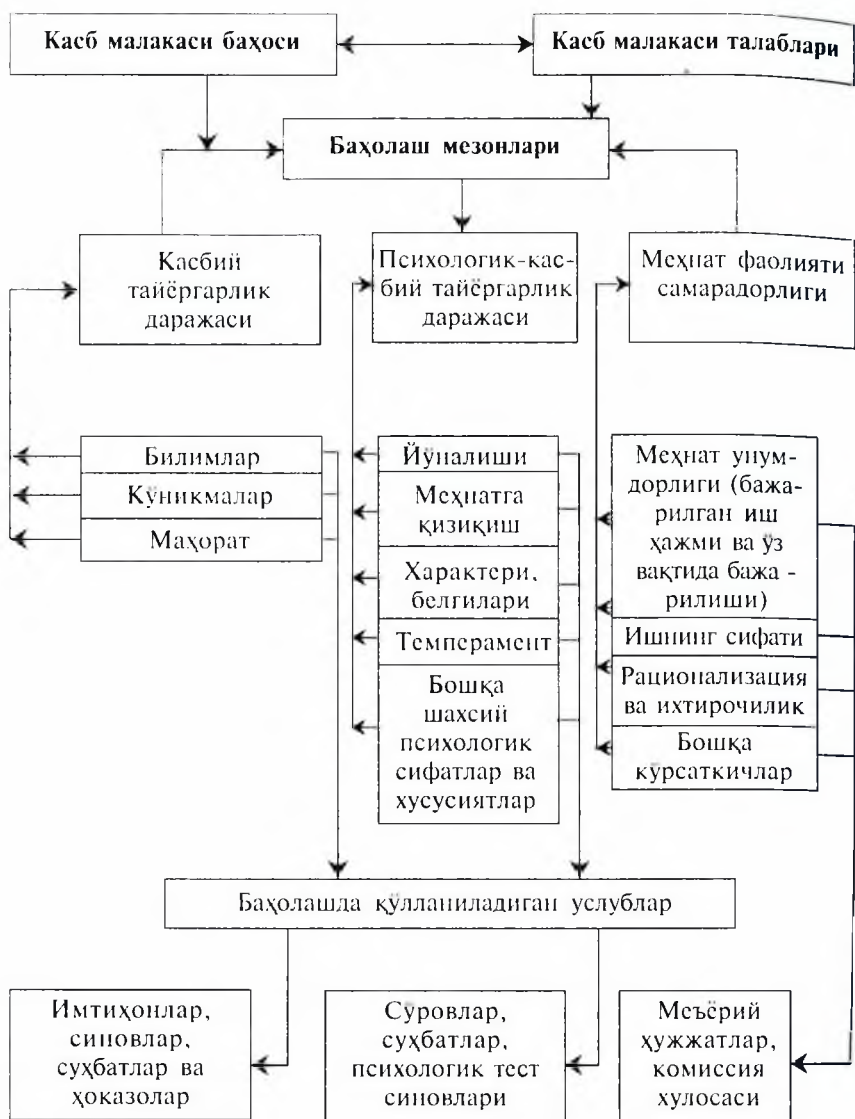 Касб малакаси баҳоси
Касб малакаси талаблари
Баҳолаш мезонлари
Касбий
тайёргарлик
даражаси
Психологик-кас-
бий тайёргарлик
даражаси
Меҳнат фаолияти
самарадорлиги
Билимлар
Кўникмалар
Маҳорат
Йўналиши
Меҳнатга
қизиқиш
Характери,
белгилари
Темперамент
Бошқа
шахсий
психологик
сифатлар ва
хусусиятлар
Меҳнат унум-
дорлиги (бажа-
рилган иш
ҳажми ва ўз
вақтида бажа -
рилиши)
Ишнинг сифати
Рационализация
ва ихтирочилик
Бошқа
кўрсаткичлар
Баҳолашда қўлланиладиган услублар
Имтиҳонлар,
синовлар,
суҳбатлар ва
ҳоказолар
Сўровлар,
суҳбатлар,
психологик тест
синовлари
Меъёрий
ҳужжатлар,
комиссия
хулосаси